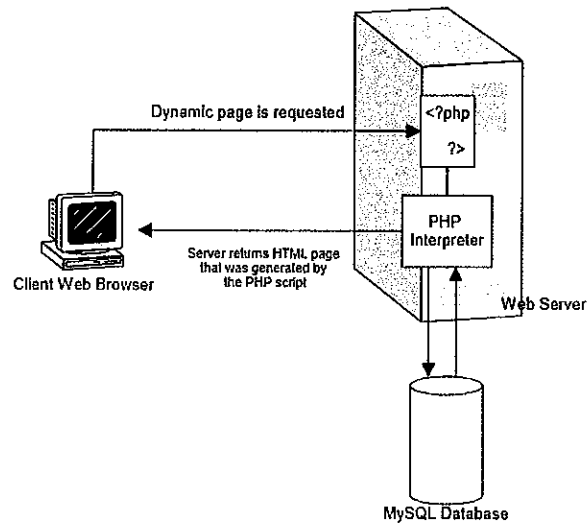 Dynamic page is requested
<?php
?>
PHP
Interpreter
Server returns HTML page
that was generated by
the PHP script
Client Web Browser
Web Server
MySQL Database